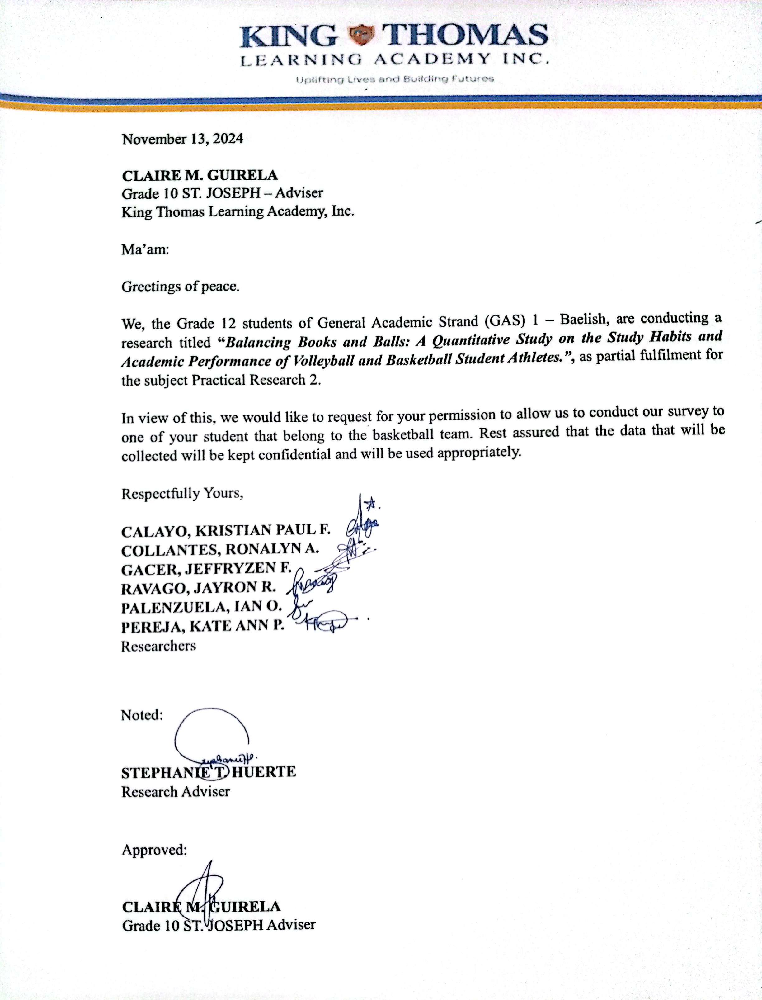 KING THOMAS
LEARNING ACADEMY INC.
Uplifting Lives and Building Futures
November 13, 2024
CLAIRE M. GUIRELA
Grade 10 ST. JOSEPH – Adviser
King Thomas Learning Academy, Inc.
Ma’am:
Greetings of peace.
We, the Grade 12 students of General Academic Strand (GAS) 1 – Baelish, are conducting a
research titled “Balancing Books and Balls: A Quantitative Study on the Study Habits and
Academic Performance of Volleyball and Basketball Student Athletes.”, as partial fulfilment for
the subject Practical Research 2.
In view of this, we would like to request for your permission to allow us to conduct our survey to
one of your student that belong to the basketball team. Rest assured that the data that will be
collected will be kept confidential and will be used appropriately.
Respectfully Yours,
CALAYO, KRISTIAN PAUL F.
COLLANTES, RONALYN A.
GACER, JEFFRYZEN F.
RAVAGO, JAYRON R.
PALENZUELA, IAN O.
PEREJA, KATE ANN P.
Researchers
Noted:
STEPHANIE T. HUERTE
Research Adviser
Approved:
CLAIRE M. GUIRELA
Grade 10 ST. JOSEPH Adviser